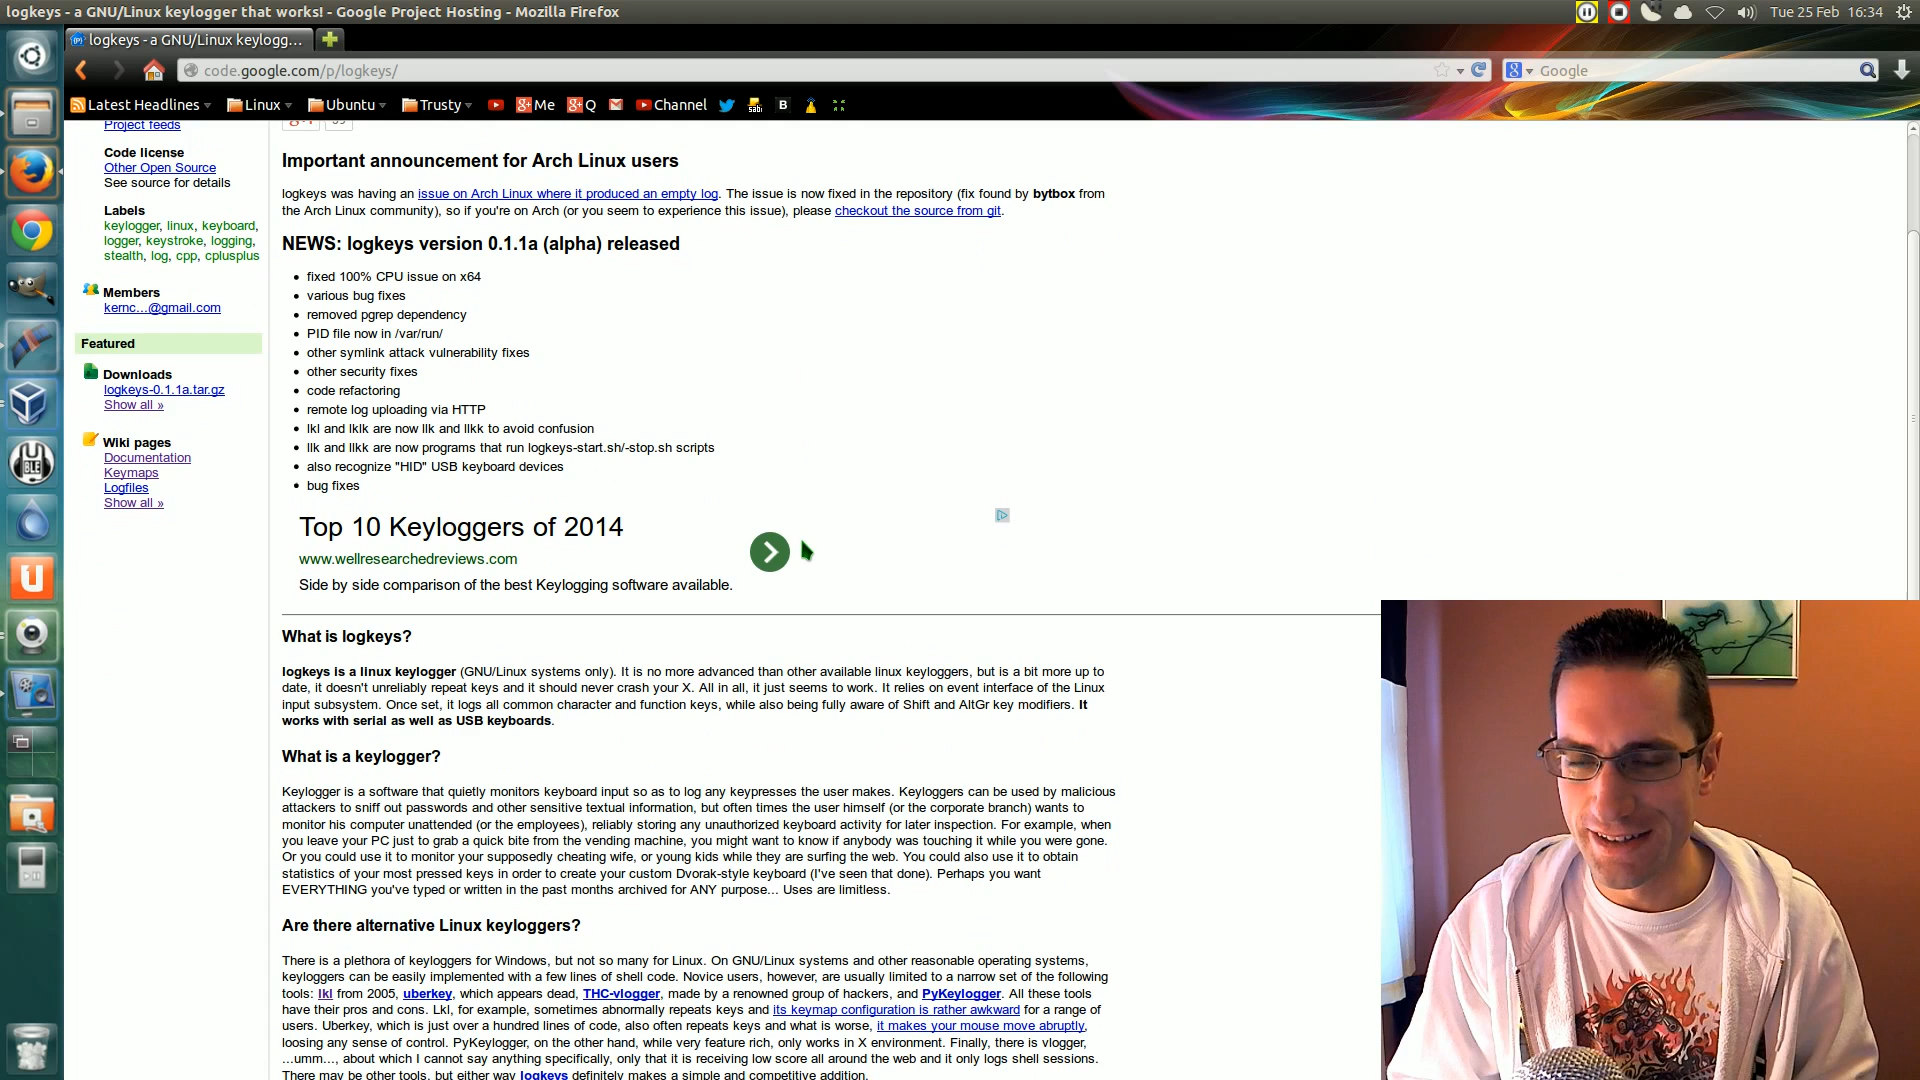 logkeys - a GNU/Linux keylogger that works! - Google Project Hosting - Mozilla Firefox
Tue 25 Feb 16:34
logkeys - a GNU/Linux keylogg...
code.google.com/p/logkeys/
Google
Latest Headlines
Linux
Ubuntu
Trusty
Me
Q
Channel
sab
B
Project feeds
Code license
Other Open Source
See source for details
Labels
keylogger, linux, keyboard,
logger, keystroke, logging,
stealth, log, cpp, cplusplus
Members
kernc...@gmail.com
Featured
Downloads
logkeys-0.1.1a.tar.gz
Show all »
Wiki pages
Documentation
Keymaps
Logfiles
Show all »
Important announcement for Arch Linux users
logkeys was having an issue on Arch Linux where it produced an empty log. The issue is now fixed in the repository (fix found by bytbox from
the Arch Linux community), so if you're on Arch (or you seem to experience this issue), please checkout the source from git.
NEWS: logkeys version 0.1.1a (alpha) released
fixed 100% CPU issue on x64
various bug fixes
removed pgrep dependency
PID file now in /var/run/
other symlink attack vulnerability fixes
other security fixes
code refactoring
remote log uploading via HTTP
lkl and lklk are now llk and llkk to avoid confusion
llk and llkk are now programs that run logkeys-start.sh/-stop.sh scripts
also recognize "HID" USB keyboard devices
bug fixes
Top 10 Keyloggers of 2014
www.wellresearchedreviews.com
Side by side comparison of the best Keylogging software available.
What is logkeys?
logkeys is a linux keylogger (GNU/Linux systems only). It is no more advanced than other available linux keyloggers, but is a bit more up to
date, it doesn't unreliably repeat keys and it should never crash your X. All in all, it just seems to work. It relies on event interface of the Linux
input subsystem. Once set, it logs all common character and function keys, while also being fully aware of Shift and AltGr key modifiers. It
works with serial as well as USB keyboards.
What is a keylogger?
Keylogger is a software that quietly monitors keyboard input so as to log any keypresses the user makes. Keyloggers can be used by malicious
attackers to sniff out passwords and other sensitive textual information, but often times the user himself (or the corporate branch) wants to
monitor his computer unattended (or the employees), reliably storing any unauthorized keyboard activity for later inspection. For example, when
you leave your PC just to grab a quick bite from the vending machine, you might want to know if anybody was touching it while you were gone.
Or you could use it to monitor your supposedly cheating wife, or young kids while they are surfing the web. You could also use it to obtain
statistics of your most pressed keys in order to create your custom Dvorak-style keyboard (I've seen that done). Perhaps you want
EVERYTHING you've typed or written in the past months archived for ANY purpose... Uses are limitless.
Are there alternative Linux keyloggers?
There is a plethora of keyloggers for Windows, but not so many for Linux. On GNU/Linux systems and other reasonable operating systems,
keyloggers can be easily implemented with a few lines of shell code. Novice users, however, are usually limited to a narrow set of the following
tools: lkl from 2005, uberkey, which appears dead, THC-vlogger, made by a renowned group of hackers, and PyKeylogger. All these tools
have their pros and cons. Lkl, for example, sometimes abnormally repeats keys and its keymap configuration is rather awkward for a range of
users. Uberkey, which is just over a hundred lines of code, also often repeats keys and what is worse, it makes your mouse move abruptly,
loosing any sense of control. PyKeylogger, on the other hand, while very feature rich, only works in X environment. Finally, there is vlogger,
...umm..., about which I cannot say anything specifically, only that it is receiving low score all around the web and it only logs shell sessions.
There may be other tools, but either way logkeys definitely makes a simple and competitive addition.